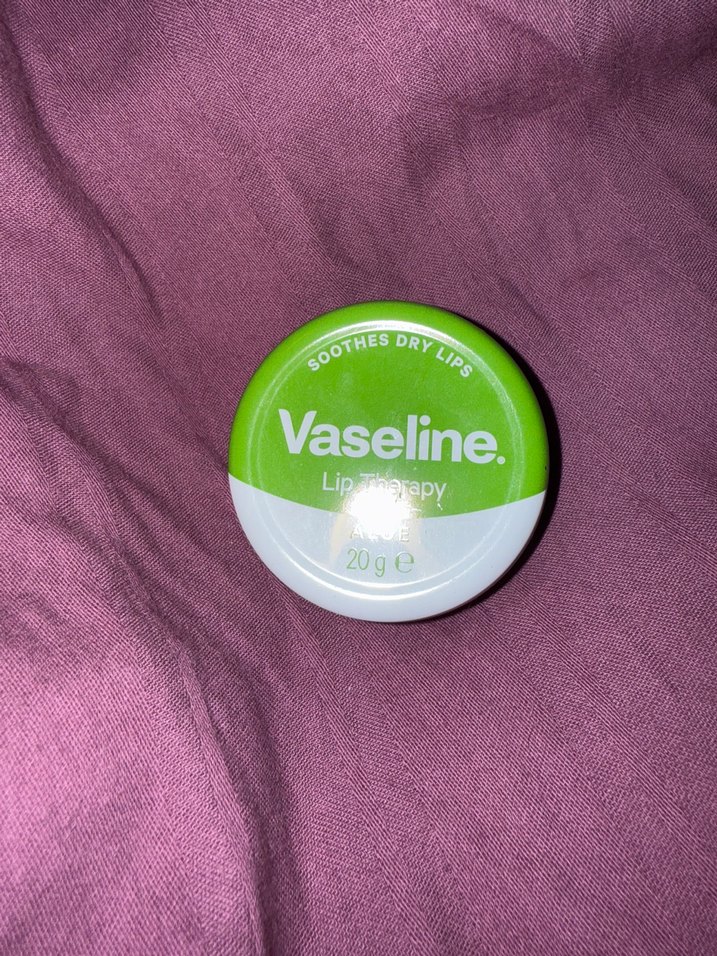 SOOTHES DRY LIPS
Vaseline.
Lip Therapy
ALOE
20 g ℮